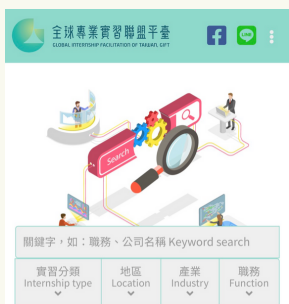 全球專業實習聯盟平臺
GLOBAL INTERNSHIP FACILITATION OF TAIWAN, GIFT
LINE
Search
關鍵字，如：職務、公司名稱 Keyword search
實習分類 地區 產業 職務
Internship type Location Industry Function